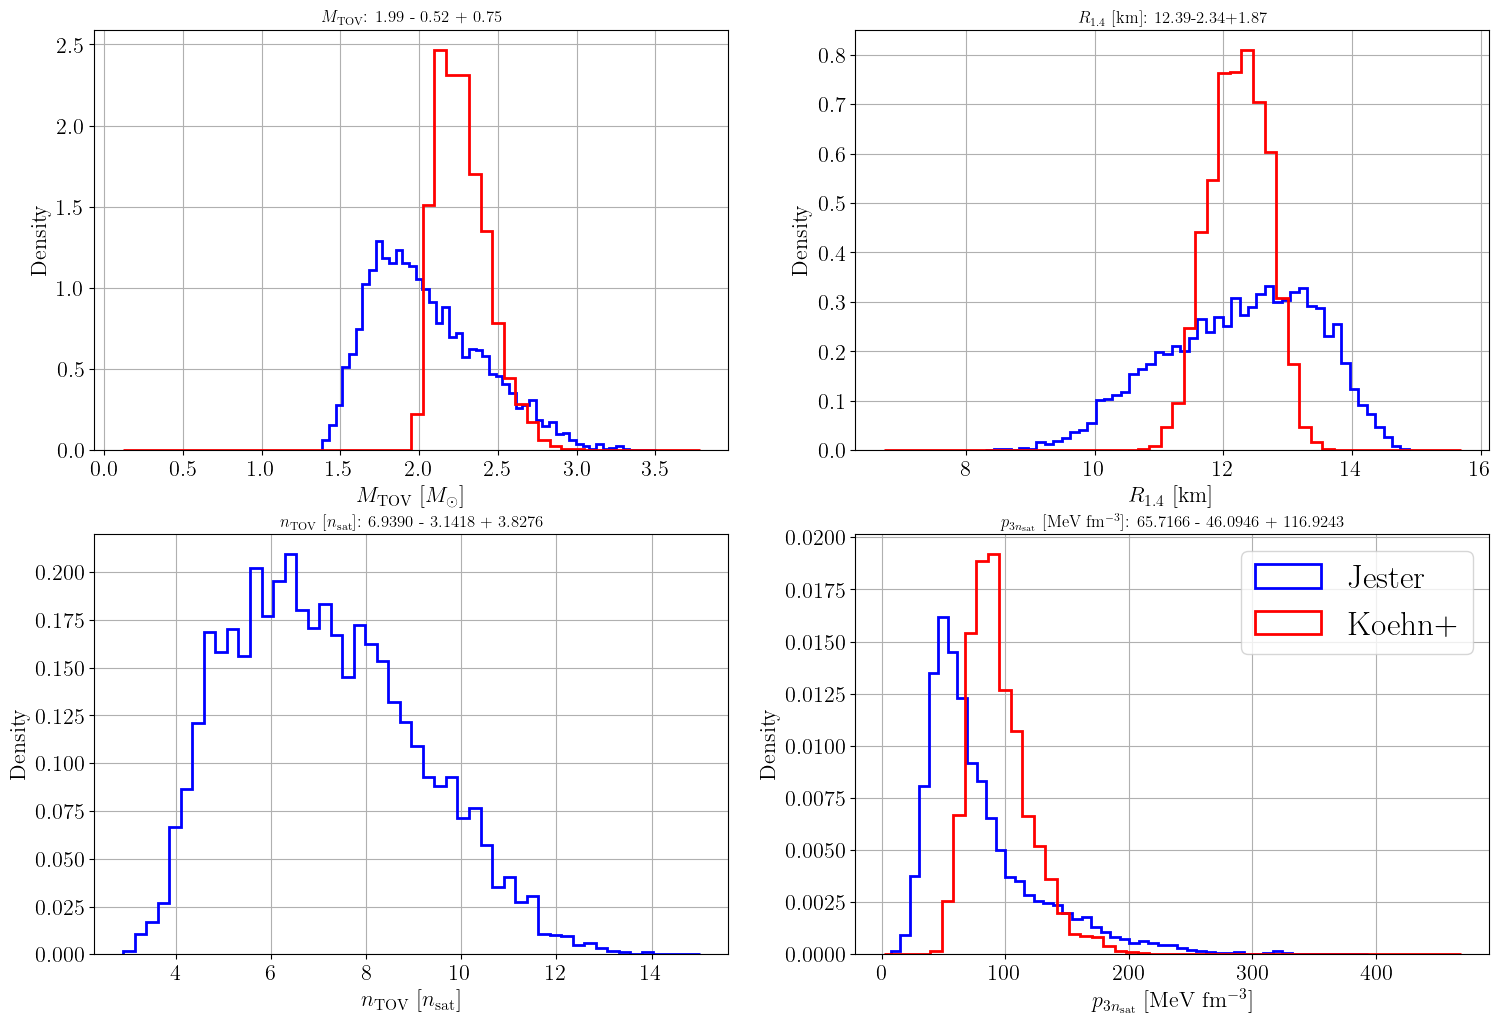 M_TOV: 1.99 - 0.52 + 0.75
2.5
2.0
1.5
1.0
0.5
0.0
Density
0.0 0.5 1.0 1.5 2.0 2.5 3.0 3.5
M_TOV [M_⊙]
R_1.4 [km]: 12.39-2.34+1.87
0.8
0.7
0.6
0.5
0.4
0.3
0.2
0.1
0.0
Density
8 10 12 14 16
R_1.4 [km]
n_TOV [n_sat]: 6.9390 - 3.1418 + 3.8276
0.200
0.175
0.150
0.125
0.100
0.075
0.050
0.025
0.000
Density
4 6 8 10 12 14
n_TOV [n_sat]
p_3n_sat [MeV fm⁻³]: 65.7166 - 46.0946 + 116.9243
0.0200
0.0175
0.0150
0.0125
0.0100
0.0075
0.0050
0.0025
0.0000
Density
Jester
Koehn+
0 100 200 300 400
p_3n_sat [MeV fm⁻³]